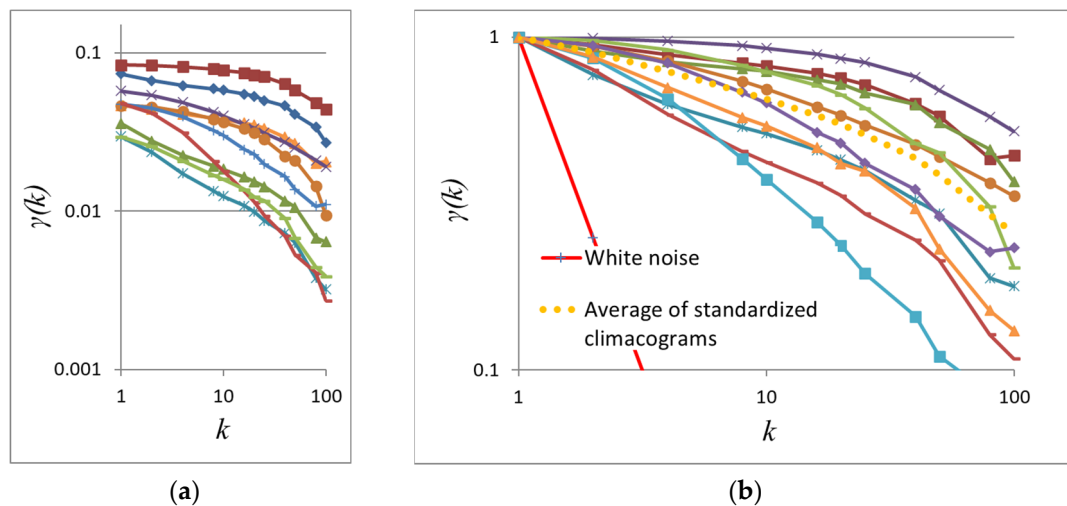 0.1
0.01
0.001
1
10
100
γ(k)
k
(a)
1
0.1
1
10
100
γ(k)
k
White noise
Average of standardized
climacograms
(b)